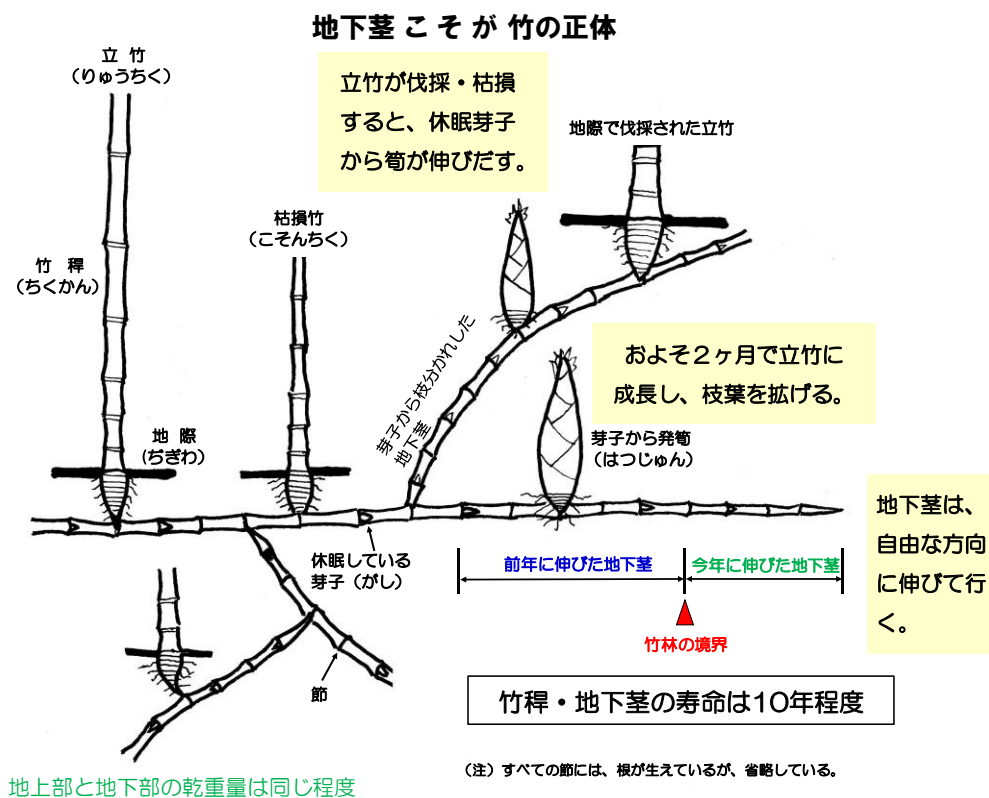 地下茎 こ そ が 竹の正体
立 竹
（りゅうちく）
立竹が伐採・枯損
すると、休眠芽子
から筍が伸びだす。
地際で伐採された立竹
枯損竹
（こそんちく）
竹 稈
（ちくかん）
芽子から枝分かれした
地下茎
およそ２ヶ月で立竹に
成長し、枝葉を拡げる。
地 際
（ぢぎわ）
芽子から発筍
（はつじゅん）
地下茎は、
自由な方向
に伸びて行
く。
休眠している
芽子（がし）
前年に伸びた地下茎
今年に伸びた地下茎
竹林の境界
節
竹稈・地下茎の寿命は10年程度
（注）すべての節には、根が生えているが、省略している。
地上部と地下部の乾重量は同じ程度